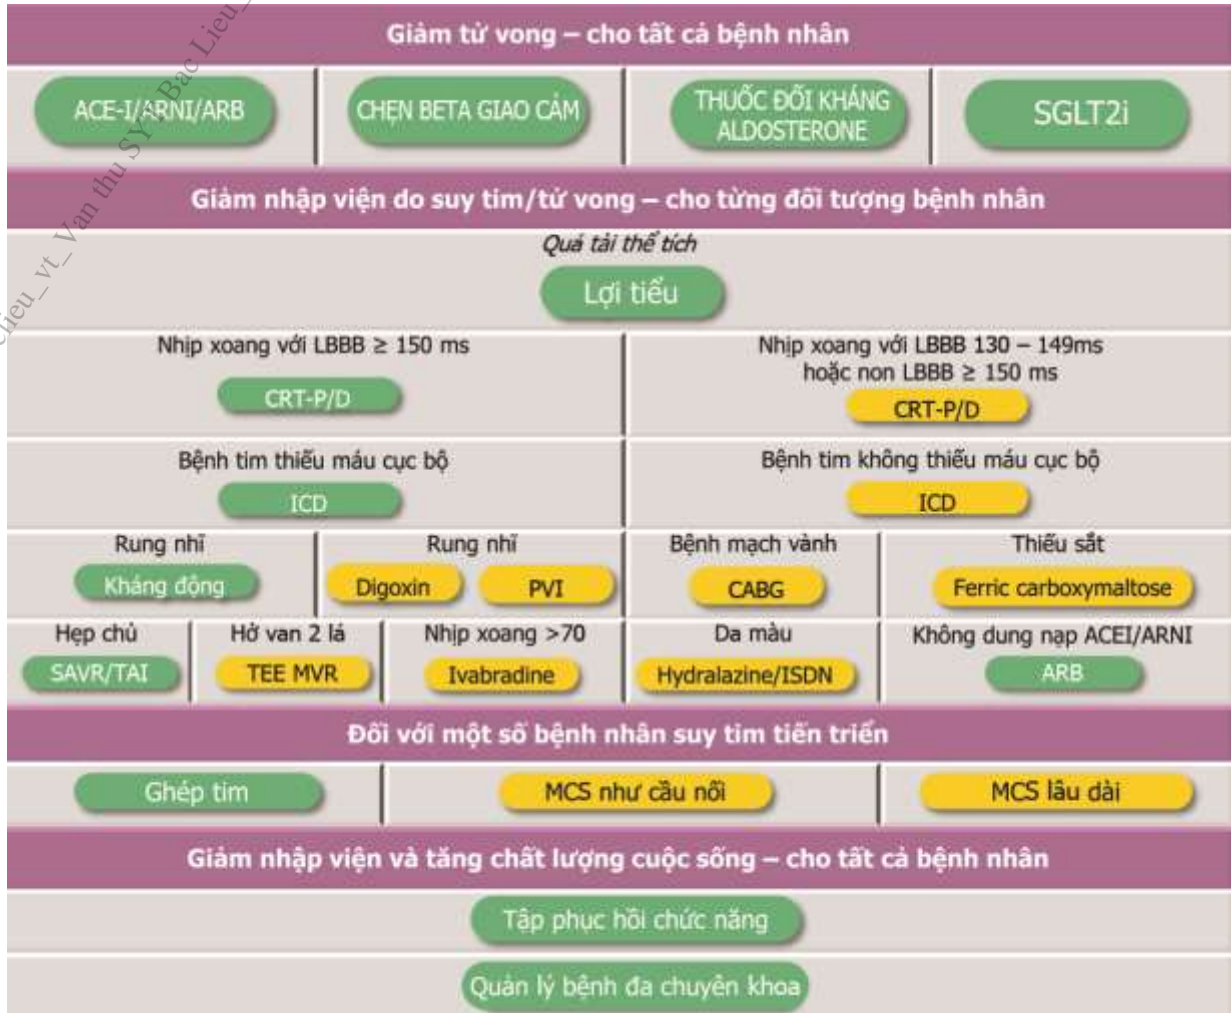 Giảm tử vong – cho tất cả bệnh nhân
ACE-I/ARNI/ARB
CHẸN BETA GIAO CẢM
THUỐC ĐỐI KHÁNG
ALDOSTERONE
SGLT2i
Giảm nhập viện do suy tim/tử vong – cho từng đối tượng bệnh nhân
Quá tải thể tích
Lợi tiểu
Nhịp xoang với LBBB ≥ 150 ms
CRT-P/D
Nhịp xoang với LBBB 130 – 149ms
hoặc non LBBB ≥ 150 ms
CRT-P/D
Bệnh tim thiếu máu cục bộ
ICD
Bệnh tim không thiếu máu cục bộ
ICD
Rung nhĩ
Kháng động
Rung nhĩ
Digoxin
PVI
Bệnh mạch vành
CABG
Thiếu sắt
Ferric carboxymaltose
Hẹp chủ
SAVR/TAI
Hở van 2 lá
TEE MVR
Nhịp xoang >70
Ivabradine
Da màu
Hydralazine/ISDN
Không dung nạp ACEI/ARNI
ARB
Đối với một số bệnh nhân suy tim tiến triển
Ghép tim
MCS như cầu nối
MCS lâu dài
Giảm nhập viện và tăng chất lượng cuộc sống – cho tất cả bệnh nhân
Tập phục hồi chức năng
Quản lý bệnh đa chuyên khoa
lieu_vt_Van thu SYT Bac Lieu_